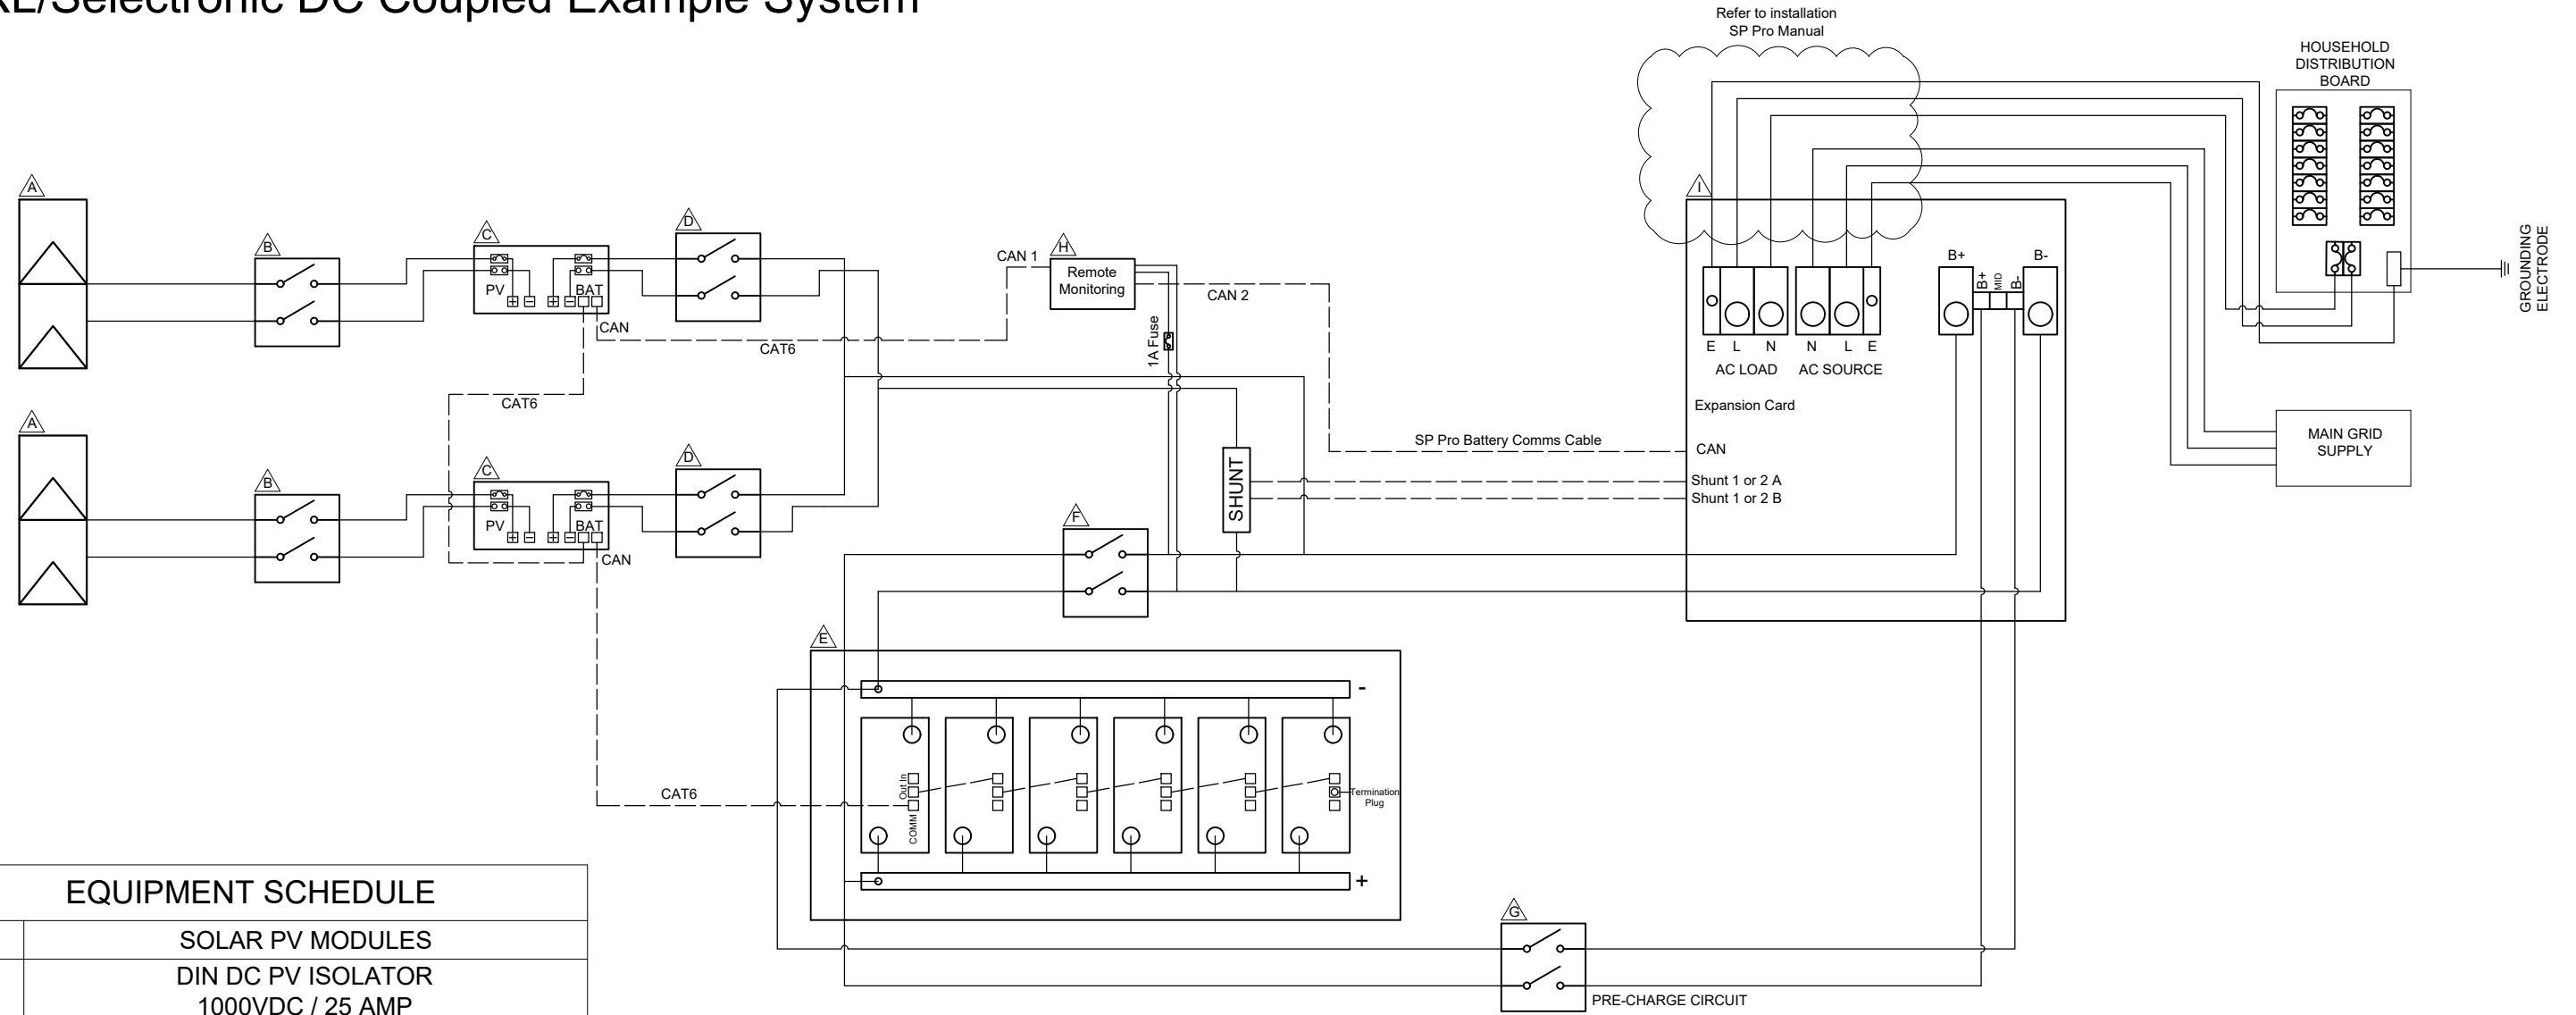 /Selectronic DC Coupled Example System
Refer to installation
SP Pro Manual
HOUSEHOLD
DISTRIBUTION
BOARD
A
B
C
D
PV
BAT
CAN
CAT6
CAN 1
H
Remote
Monitoring
CAN 2
1A Fuse
I
B+
B-
B+
MID
B-
E
L
N
N
L
E
AC LOAD
AC SOURCE
Expansion Card
CAN
Shunt 1 or 2 A
Shunt 1 or 2 B
SP Pro Battery Comms Cable
GROUNDING
ELECTRODE
MAIN GRID
SUPPLY
CAT6
A
B
C
D
PV
BAT
CAN
SHUNT
F
E
-
Out In
COMM
Termination
Plug
+
CAT6
G
PRE-CHARGE CIRCUIT
EQUIPMENT SCHEDULE
SOLAR PV MODULES
DIN DC PV ISOLATOR
1000VDC / 25 AMP